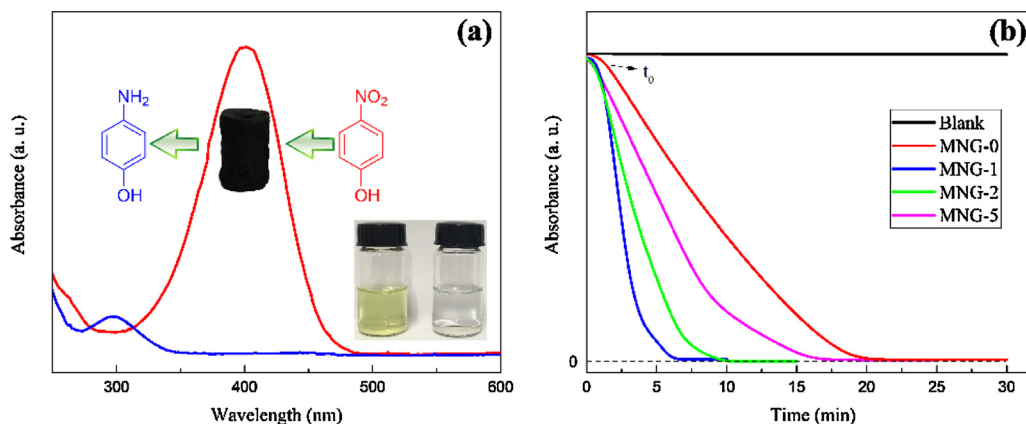 (a)
NH₂
OH
NO₂
OH
Absorbance (a. u.)
300
400
500
600
Wavelength (nm)
(b)
t₀
Blank
MNG-0
MNG-1
MNG-2
MNG-5
Absorbance (a. u.)
0
0
5
10
15
20
25
30
Time (min)